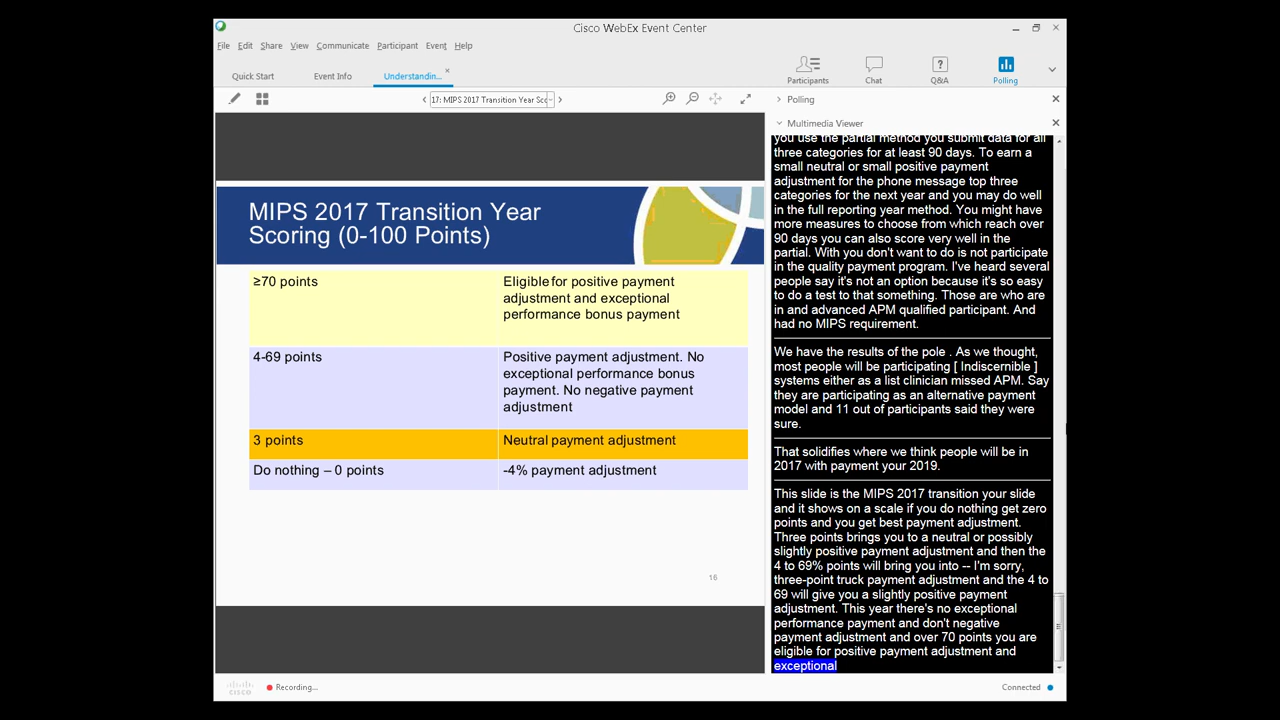 Cisco WebEx Event Center
File Edit Share View Communicate Participant Event Help
Quick Start Event Info Understandin...
Participants Chat Q&A Polling
17: MIPS 2017 Transition Year Sco
MIPS 2017 Transition Year
Scoring (0-100 Points)
≥70 points
Eligible for positive payment
adjustment and exceptional
performance bonus payment
4-69 points
Positive payment adjustment. No
exceptional performance bonus
payment. No negative payment
adjustment
3 points
Neutral payment adjustment
Do nothing – 0 points
-4% payment adjustment
16
Polling
Multimedia Viewer
you use the partial method you submit data for all
three categories for at least 90 days. To earn a
small neutral or small positive payment
adjustment for the phone message top three
categories for the next year and you may do well
in the full reporting year method. You might have
more measures to choose from which reach over
90 days you can also score very well in the
partial. With you don't want to do is not participate
in the quality payment program. I've heard several
people say it's not an option because it's so easy
to do a test to that something. Those are who are
in and advanced APM qualified participant. And
had no MIPS requirement.
We have the results of the pole . As we thought,
most people will be participating [ Indiscernible ]
systems either as a list clinician missed APM. Say
they are participating as an alternative payment
model and 11 out of participants said they were
sure.
That solidifies where we think people will be in
2017 with payment your 2019.
This slide is the MIPS 2017 transition your slide
and it shows on a scale if you do nothing get zero
points and you get best payment adjustment.
Three points brings you to a neutral or possibly
slightly positive payment adjustment and then the
4 to 69% points will bring you into -- I'm sorry,
three-point truck payment adjustment and the 4 to
69 will give you a slightly positive payment
adjustment. This year there's no exceptional
performance payment and don't negative
payment adjustment and over 70 points you are
eligible for positive payment adjustment and
exceptional
cisco
Recording...
Connected